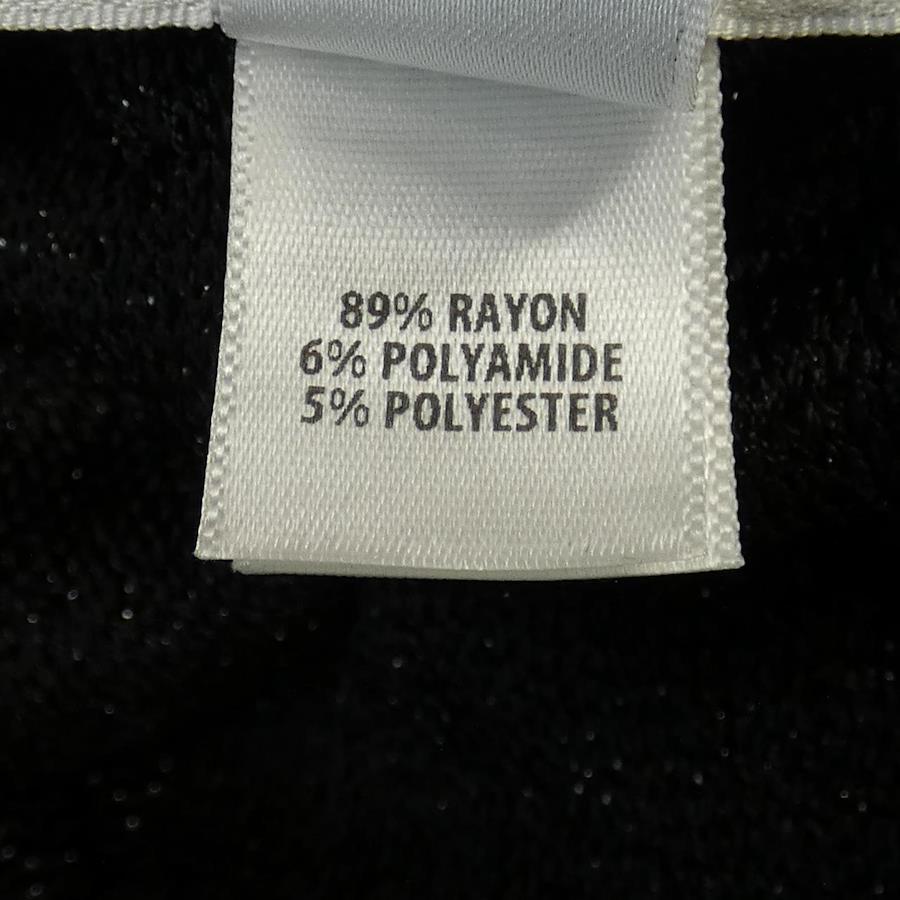 89% RAYON
6% POLYAMIDE
5% POLYESTER